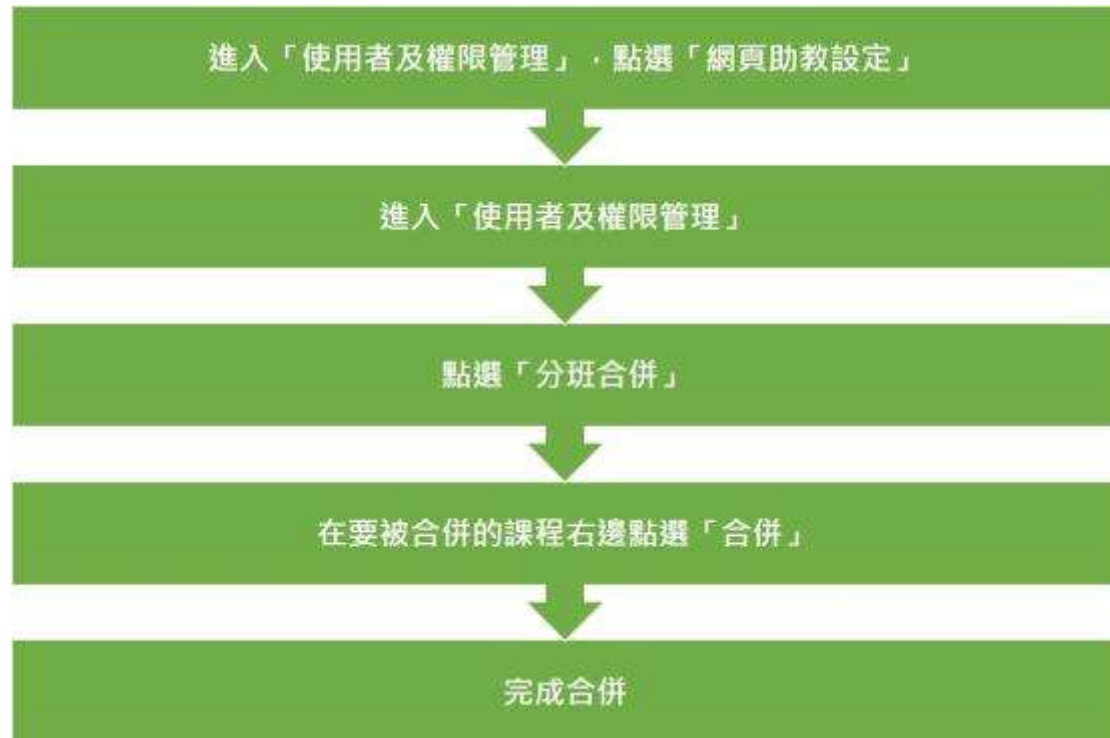 進入「使用者及權限管理」，點選「網頁助教設定」
進入「使用者及權限管理」
點選「分班合併」
在要被合併的課程右邊點選「合併」
完成合併